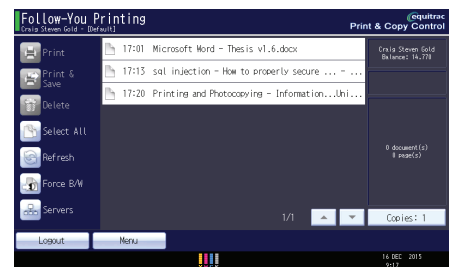 Follow-You Printing
Craig Steven Gold - [Default]
equitrac
Print & Copy Control
Print
Print & Save
Delete
Select All
Refresh
Force B/W
Servers
17:01 Microsoft Word - Thesis v1.6.docx
17:13 sql injection - How to properly secure ... - ...
17:20 Printing and Photocopying - Information...Uni...
Craig Steven Gold
Balance: 14.770
0 document(s)
0 page(s)
1/1
Copies: 1
Logout
Menu
16 DEC 2015
9:17